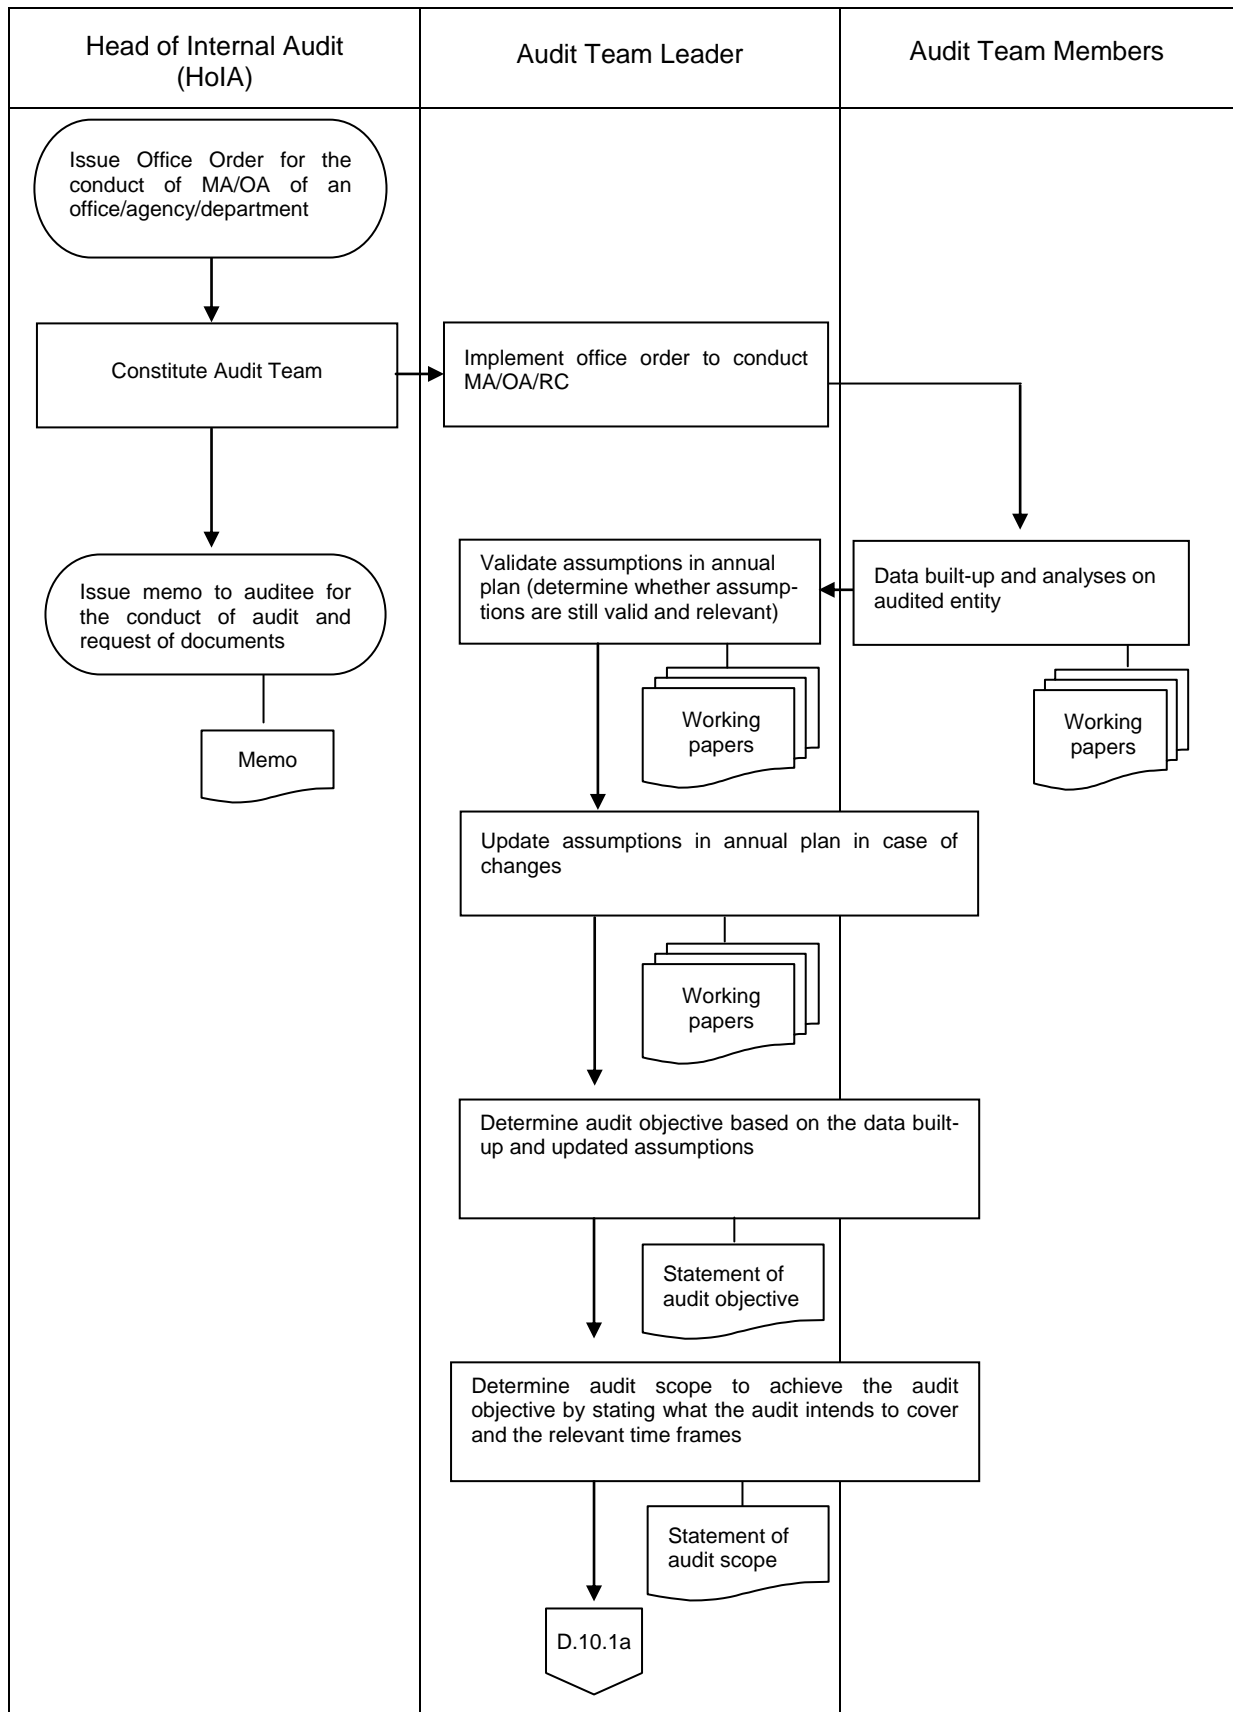 Head of Internal Audit
(HoIA)
Audit Team Leader
Audit Team Members
Issue Office Order for the
conduct of MA/OA of an
office/agency/department
Constitute Audit Team
Implement office order to conduct
MA/OA/RC
Issue memo to auditee for
the conduct of audit and
request of documents
Memo
Validate assumptions in annual
plan (determine whether assump-
tions are still valid and relevant)
Data built-up and analyses on
audited entity
Working
papers
Working
papers
Update assumptions in annual plan in case of
changes
Working
papers
Determine audit objective based on the data built-
up and updated assumptions
Statement of
audit objective
Determine audit scope to achieve the audit
objective by stating what the audit intends to cover
and the relevant time frames
Statement of
audit scope
D.10.1a